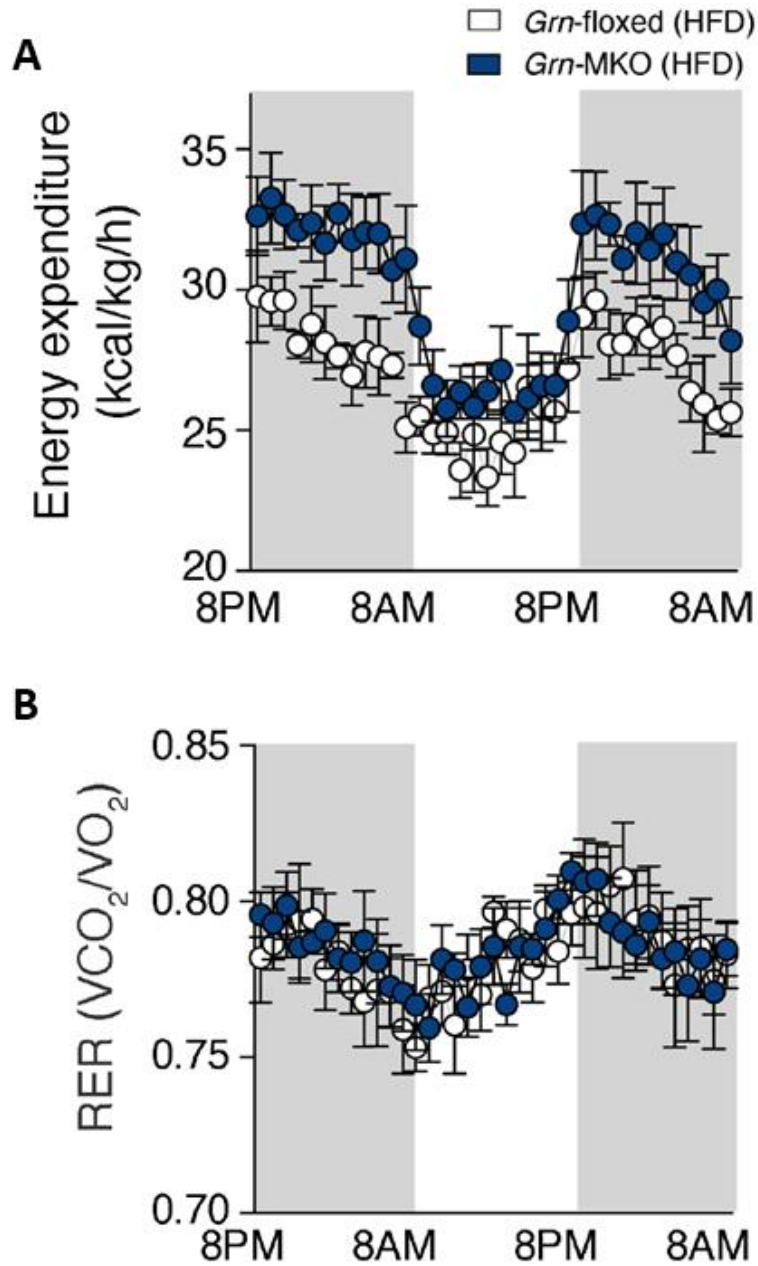 Grn-floxed (HFD)
A
Grn-MKO (HFD)
Energy expenditure
(kcal/kg/h)
35
30
25
20
8PM 8AM 8PM 8AM
B
RER (VCO₂/VO₂)
0.85
0.80
0.75
0.70
8PM 8AM 8PM 8AM